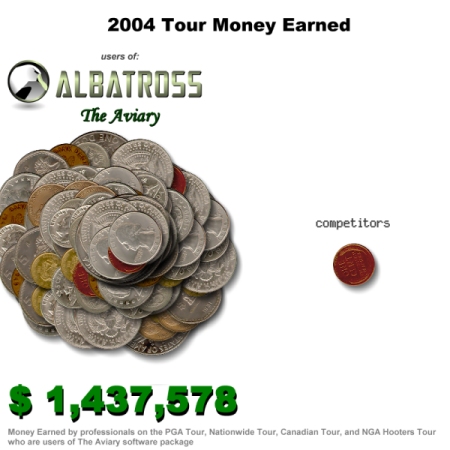 2004 Tour Money Earned
users of:
ALBATROSS
The Aviary
competitors
$ 1,437,578
Money Earned by professionals on the PGA Tour, Nationwide Tour, Canadian Tour, and NGA Hooters Tour
who are users of The Aviary software package